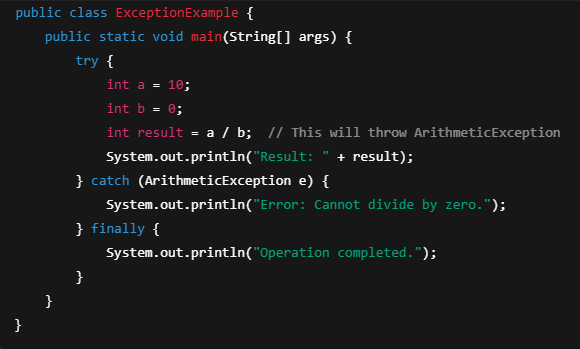 public class ExceptionExample {
    public static void main(String[] args) {
        try {
            int a = 10;
            int b = 0;
            int result = a / b;  // This will throw ArithmeticException
            System.out.println("Result: " + result);
        } catch (ArithmeticException e) {
            System.out.println("Error: Cannot divide by zero.");
        } finally {
            System.out.println("Operation completed.");
        }
    }
}